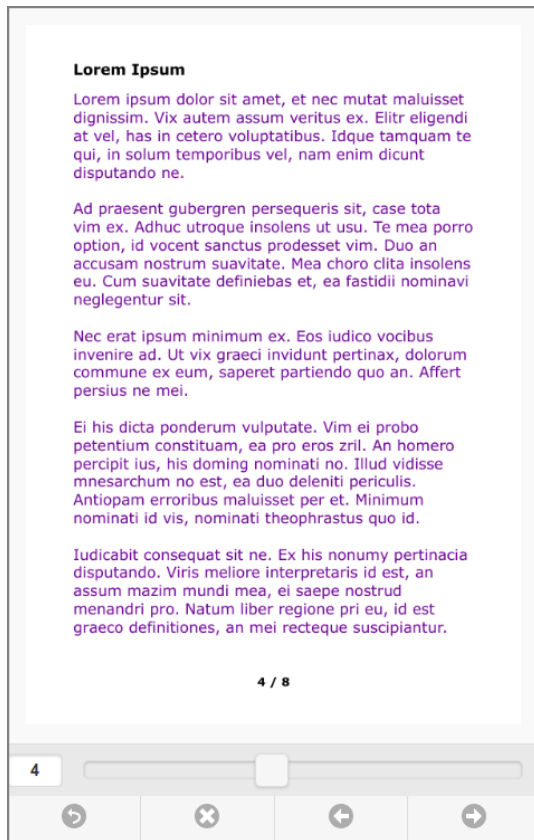 Lorem Ipsum
Lorem ipsum dolor sit amet, et nec mutat maluisset
dignissim. Vix autem assum veritus ex. Elitr eligendi
at vel, has in cetero voluptatibus. Idque tamquam te
qui, in solum temporibus vel, nam enim dicunt
disputando ne.
Ad praesent gubergren persequeris sit, case tota
vim ex. Adhuc utroque insolens ut usu. Te mea porro
option, id vocent sanctus prodesset vim. Duo an
accusam nostrum suavitate. Mea choro clita insolens
eu. Cum suavitate definiebas et, ea fastidii nominavi
neglegentur sit.
Nec erat ipsum minimum ex. Eos iudico vocibus
invenire ad. Ut vix graeci invidunt pertinax, dolorum
commune ex eum, saperet partiendo quo an. Affert
persius ne mei.
Ei his dicta ponderum vulputate. Vim ei probo
petentium constituam, ea pro eros zril. An homero
percipit ius, his doming nominati no. Illud vidisse
mnesarchum no est, ea duo deleniti periculis.
Antiopam erroribus maluisset per et. Minimum
nominati id vis, nominati theophrastus quo id.
Iudicabit consequat sit ne. Ex his nonumy pertinacia
disputando. Viris meliore interpretaris id est, an
assum mazim mundi mea, ei saepe nostrud
menandri pro. Natum liber regione pri eu, id est
graeco definitiones, an mei recteque suscipiantur.
4 / 8
4